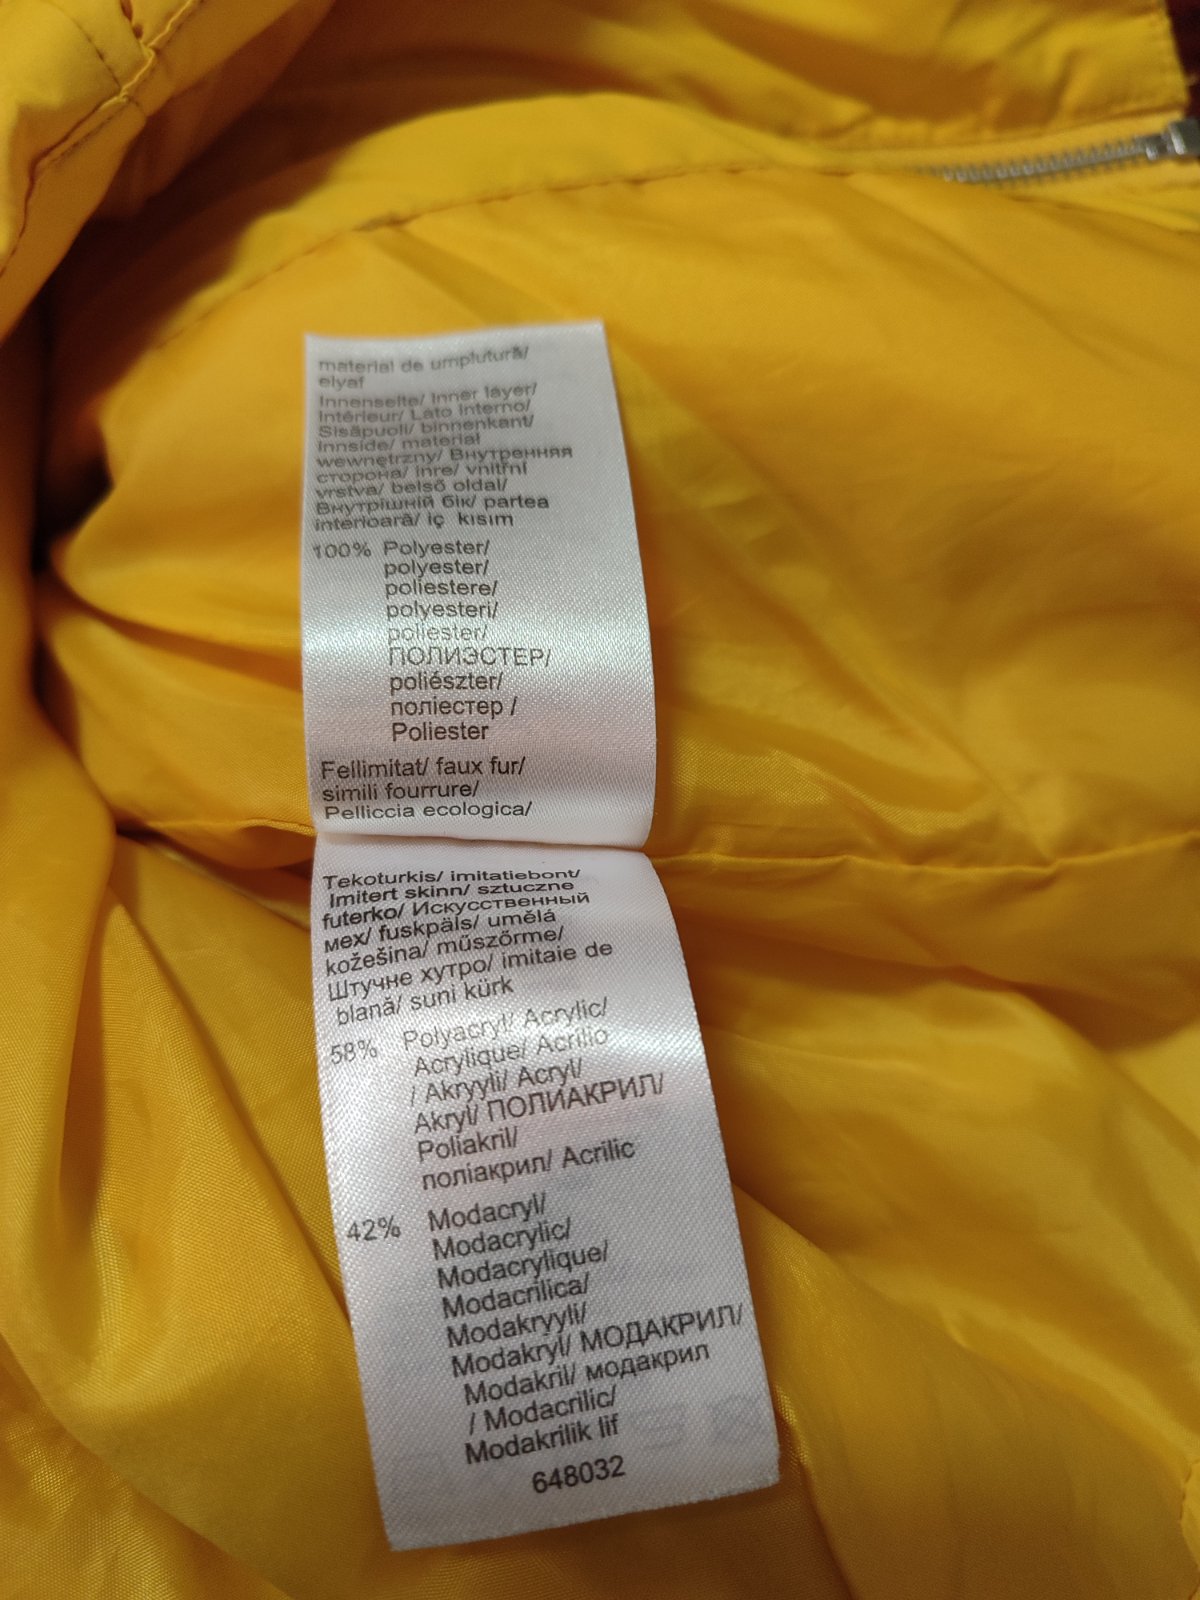 material de umplutură/
elyaf
Innenseite/ Inner layer/
Intérieur/ Lato interno/
Sisäpuoli/ binnenkant/
Innside/ materiał
wewnętrzny/ Внутренняя
сторона/ inre/ vnitřní
vrstva/ belső oldal/
Внутрішній бік/ partea
interioară/ iç kısım
100% Polyester/
polyester/
poliestere/
polyesteri/
poliester/
ПОЛИЭСТЕР/
poliészter/
поліестер /
Poliester
Fellimitat/ faux fur/
simili fourrure/
Pelliccia ecologica/
Tekoturkis/ imitatiebont/
Imitert skinn/ sztuczne
futerko/ Искусственный
мех/ fuskpäls/ umělá
kožešina/ műszőrme/
Штучне хутро/ imitaie de
blană/ suni kürk
58% Polyacryl/ Acrylic/
Acrylique/ Acrilio
/ Akryyli/ Acryl/
Akryl/ ПОЛИАКРИЛ/
Poliakril/
поліакрил/ Acrilic
42% Modacryl/
Modacrylic/
Modacrylique/
Modacrilica/
Modakryyli/
Modakryl/ МОДАКРИЛ/
Modakril/ модакрил
/ Modacrilic/
Modakrilik lif
648032